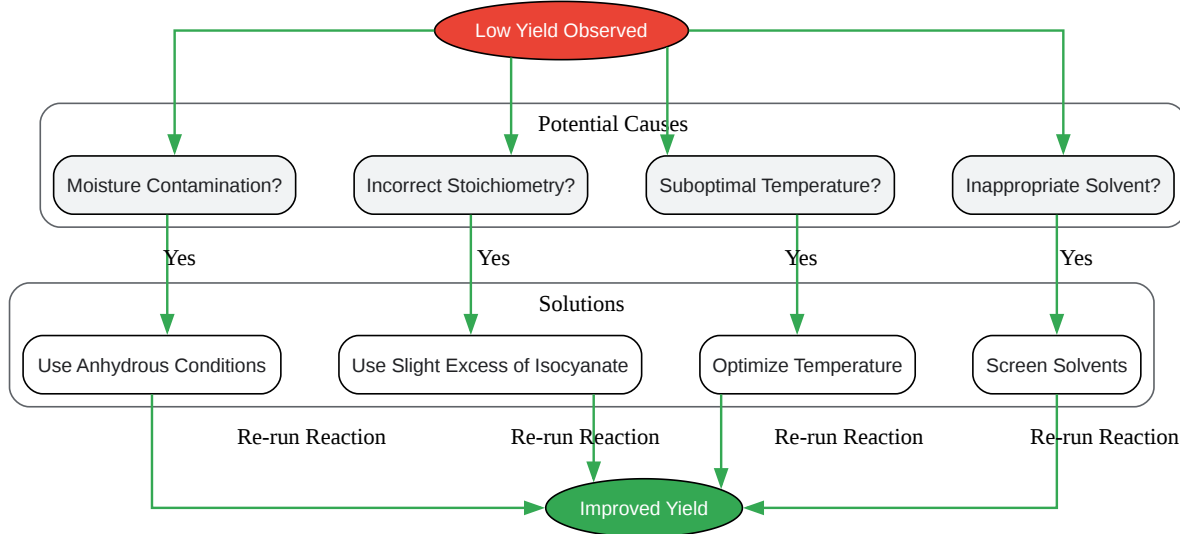 Low Yield Observed
Potential Causes
Moisture Contamination?
Incorrect Stoichiometry?
Suboptimal Temperature?
Inappropriate Solvent?
Yes
Yes
Yes
Yes
Solutions
Use Anhydrous Conditions
Use Slight Excess of Isocyanate
Optimize Temperature
Screen Solvents
Re-run Reaction
Re-run Reaction
Re-run Reaction
Re-run Reaction
Improved Yield